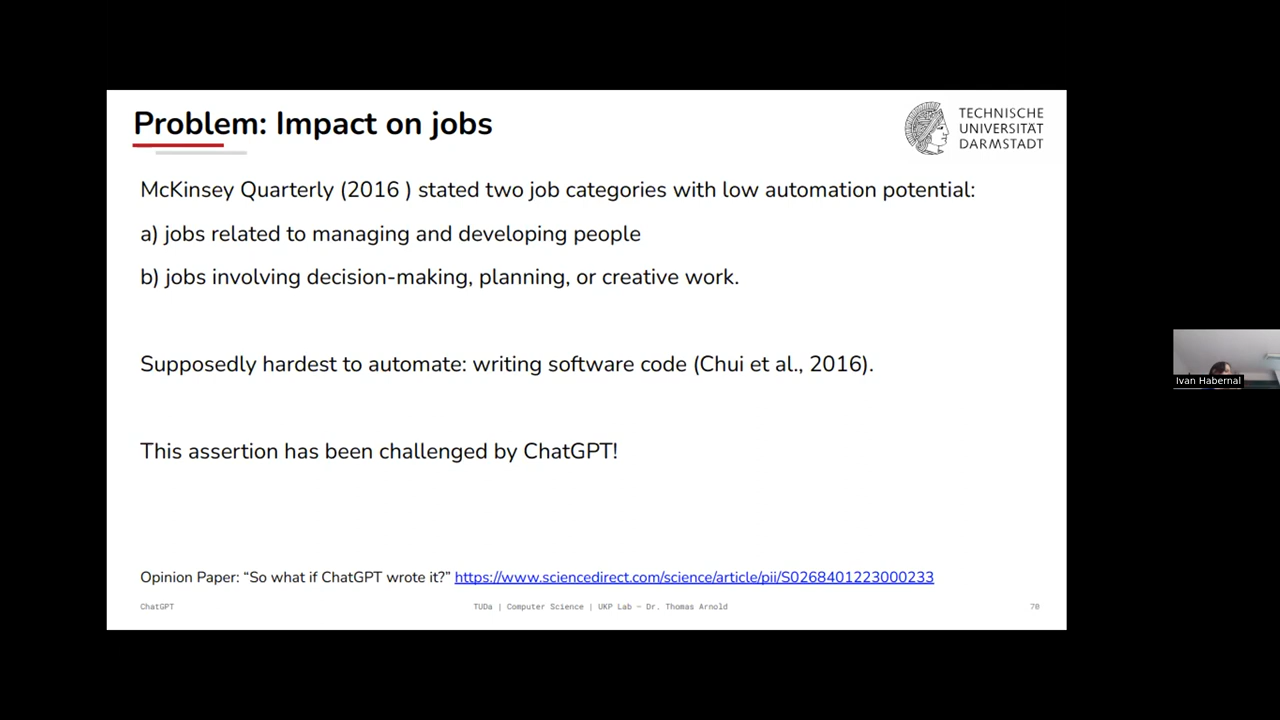 Problem: Impact on jobs
TECHNISCHE
UNIVERSITÄT
DARMSTADT
McKinsey Quarterly (2016 ) stated two job categories with low automation potential:
a) jobs related to managing and developing people
b) jobs involving decision-making, planning, or creative work.
Supposedly hardest to automate: writing software code (Chui et al., 2016).
This assertion has been challenged by ChatGPT!
Ivan Habernal
Opinion Paper: “So what if ChatGPT wrote it?” https://www.sciencedirect.com/science/article/pii/S0268401223000233
ChatGPT TUDa | Computer Science | UKP Lab – Dr. Thomas Arnold 70